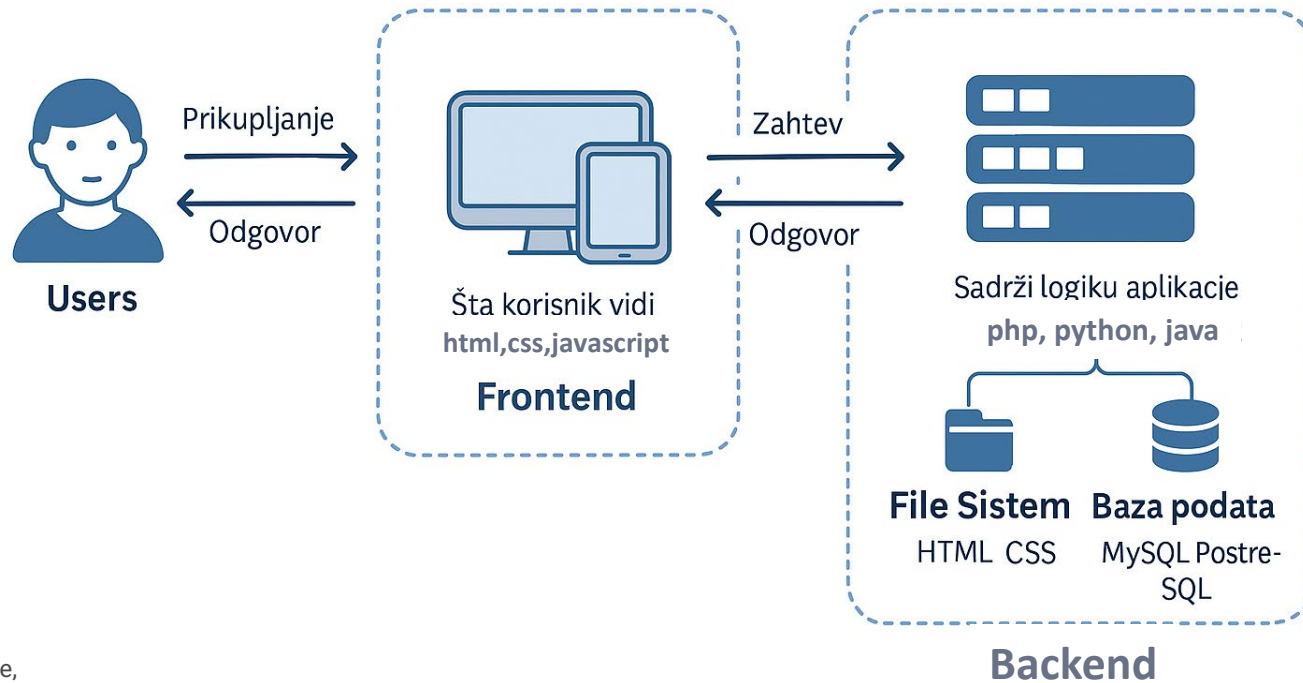 Prikupljanje
Odgovor
Users
Šta korisnik vidi
html,css,javascript
Frontend
Zahtev
Odgovor
Sadrži logiku aplikacje
php, python, java
File Sistem
HTML CSS
Baza podata
MySQL Postre-
SQL
Backend
e,